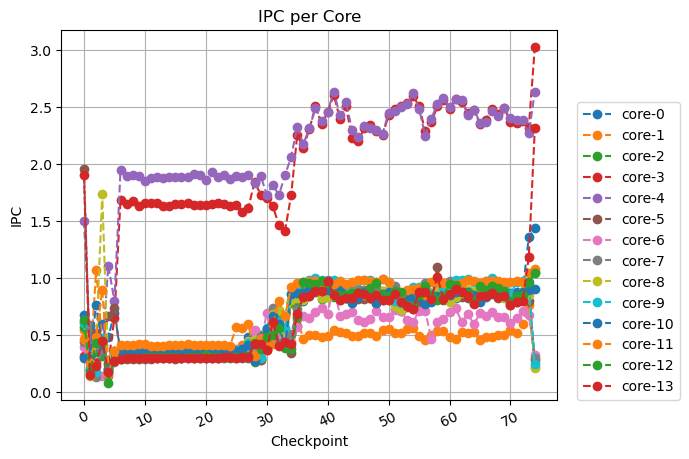 IPC per Core
3.0
2.5
2.0
1.5
1.0
0.5
0.0
IPC
0
10
20
30
40
50
60
70
Checkpoint
core-0
core-1
core-2
core-3
core-4
core-5
core-6
core-7
core-8
core-9
core-10
core-11
core-12
core-13